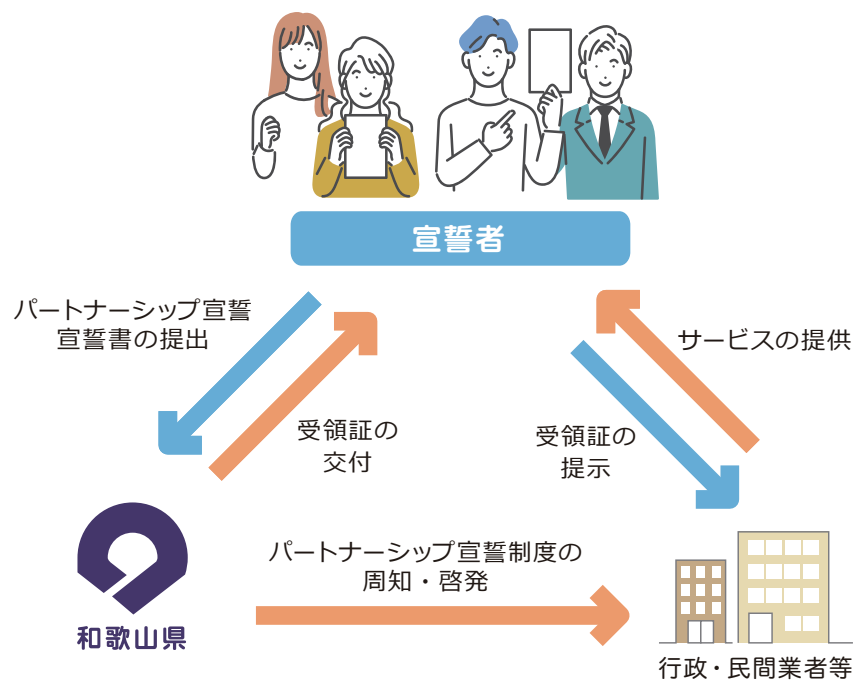 宣誓者
パートナーシップ宣誓
宣誓書の提出
サービスの提供
受領証の
交付
受領証の
提示
パートナーシップ宣誓制度の
周知・啓発
和歌山県
行政・民間業者等